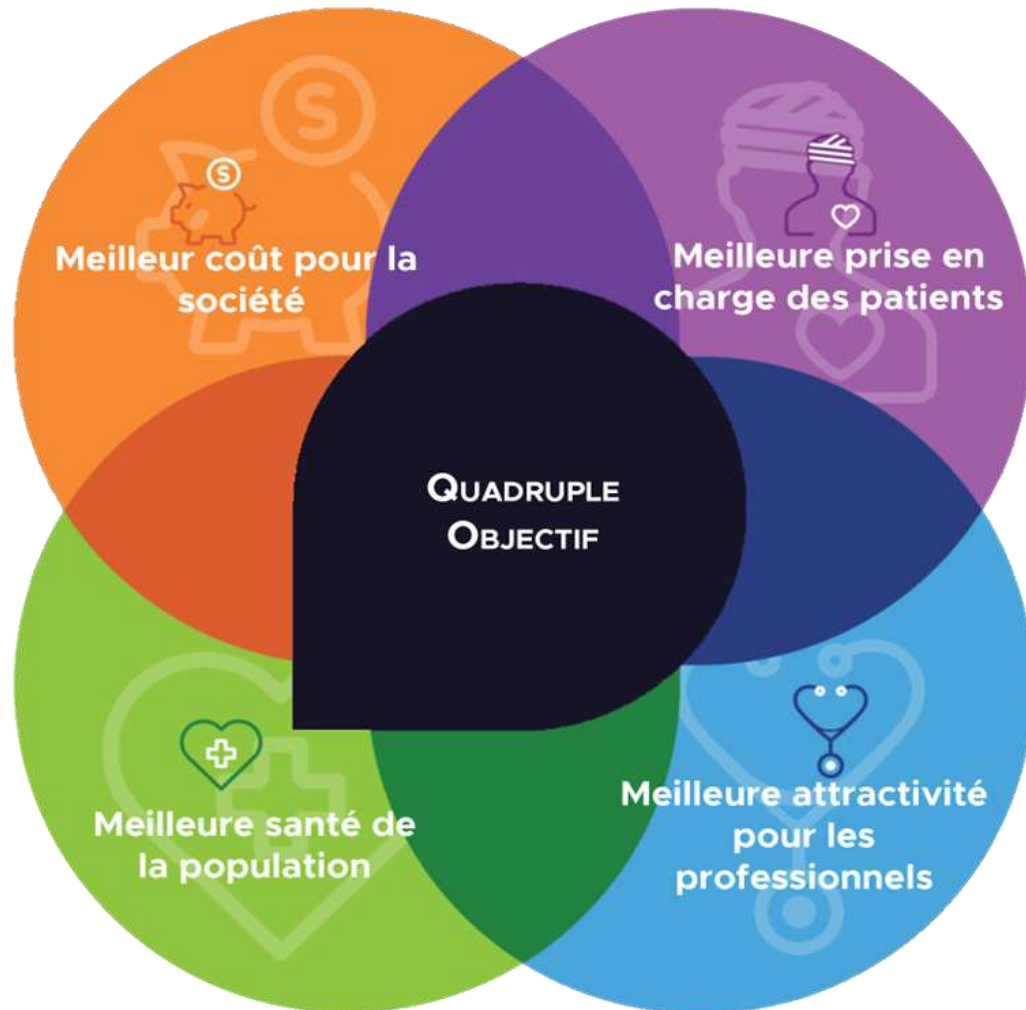 Meilleur coût pour la
société
Meilleure prise en
charge des patients
QUADRUPLE
OBJECTIF
Meilleure santé de
la population
Meilleure attractivité
pour les
professionnels